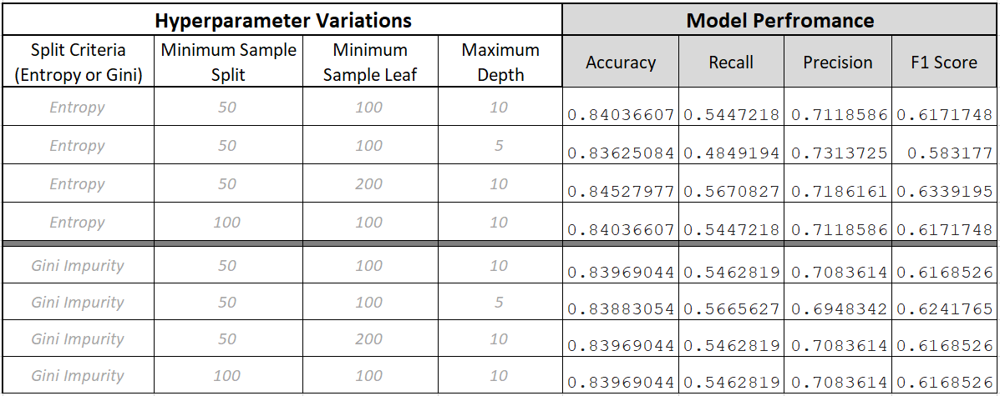 Hyperparameter Variations Model Perfromance
Split Criteria (Entropy or Gini) Minimum Sample Split Minimum Sample Leaf Maximum Depth Accuracy Recall Precision F1 Score
Entropy 50 100 10 0.84036607 0.5447218 0.7118586 0.6171748
Entropy 50 100 5 0.83625084 0.4849194 0.7313725 0.583177
Entropy 50 200 10 0.84527977 0.5670827 0.7186161 0.6339195
Entropy 100 100 10 0.84036607 0.5447218 0.7118586 0.6171748
Gini Impurity 50 100 10 0.83969044 0.5462819 0.7083614 0.6168526
Gini Impurity 50 100 5 0.83883054 0.5665627 0.6948342 0.6241765
Gini Impurity 50 200 10 0.83969044 0.5462819 0.7083614 0.6168526
Gini Impurity 100 100 10 0.83969044 0.5462819 0.7083614 0.6168526